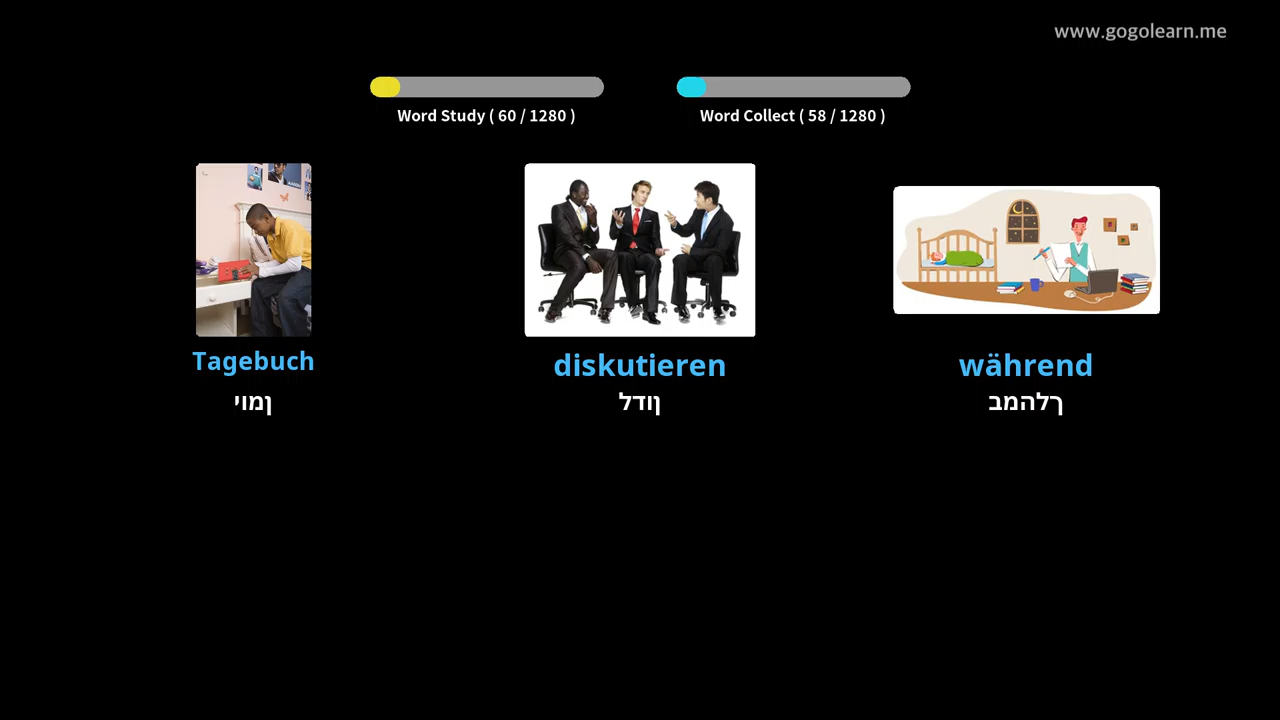 www.gogolearn.me
Word Study ( 60 / 1280 )
Word Collect ( 58 / 1280 )
Tagebuch
diskutieren
während
יומן
לדון
במהלך